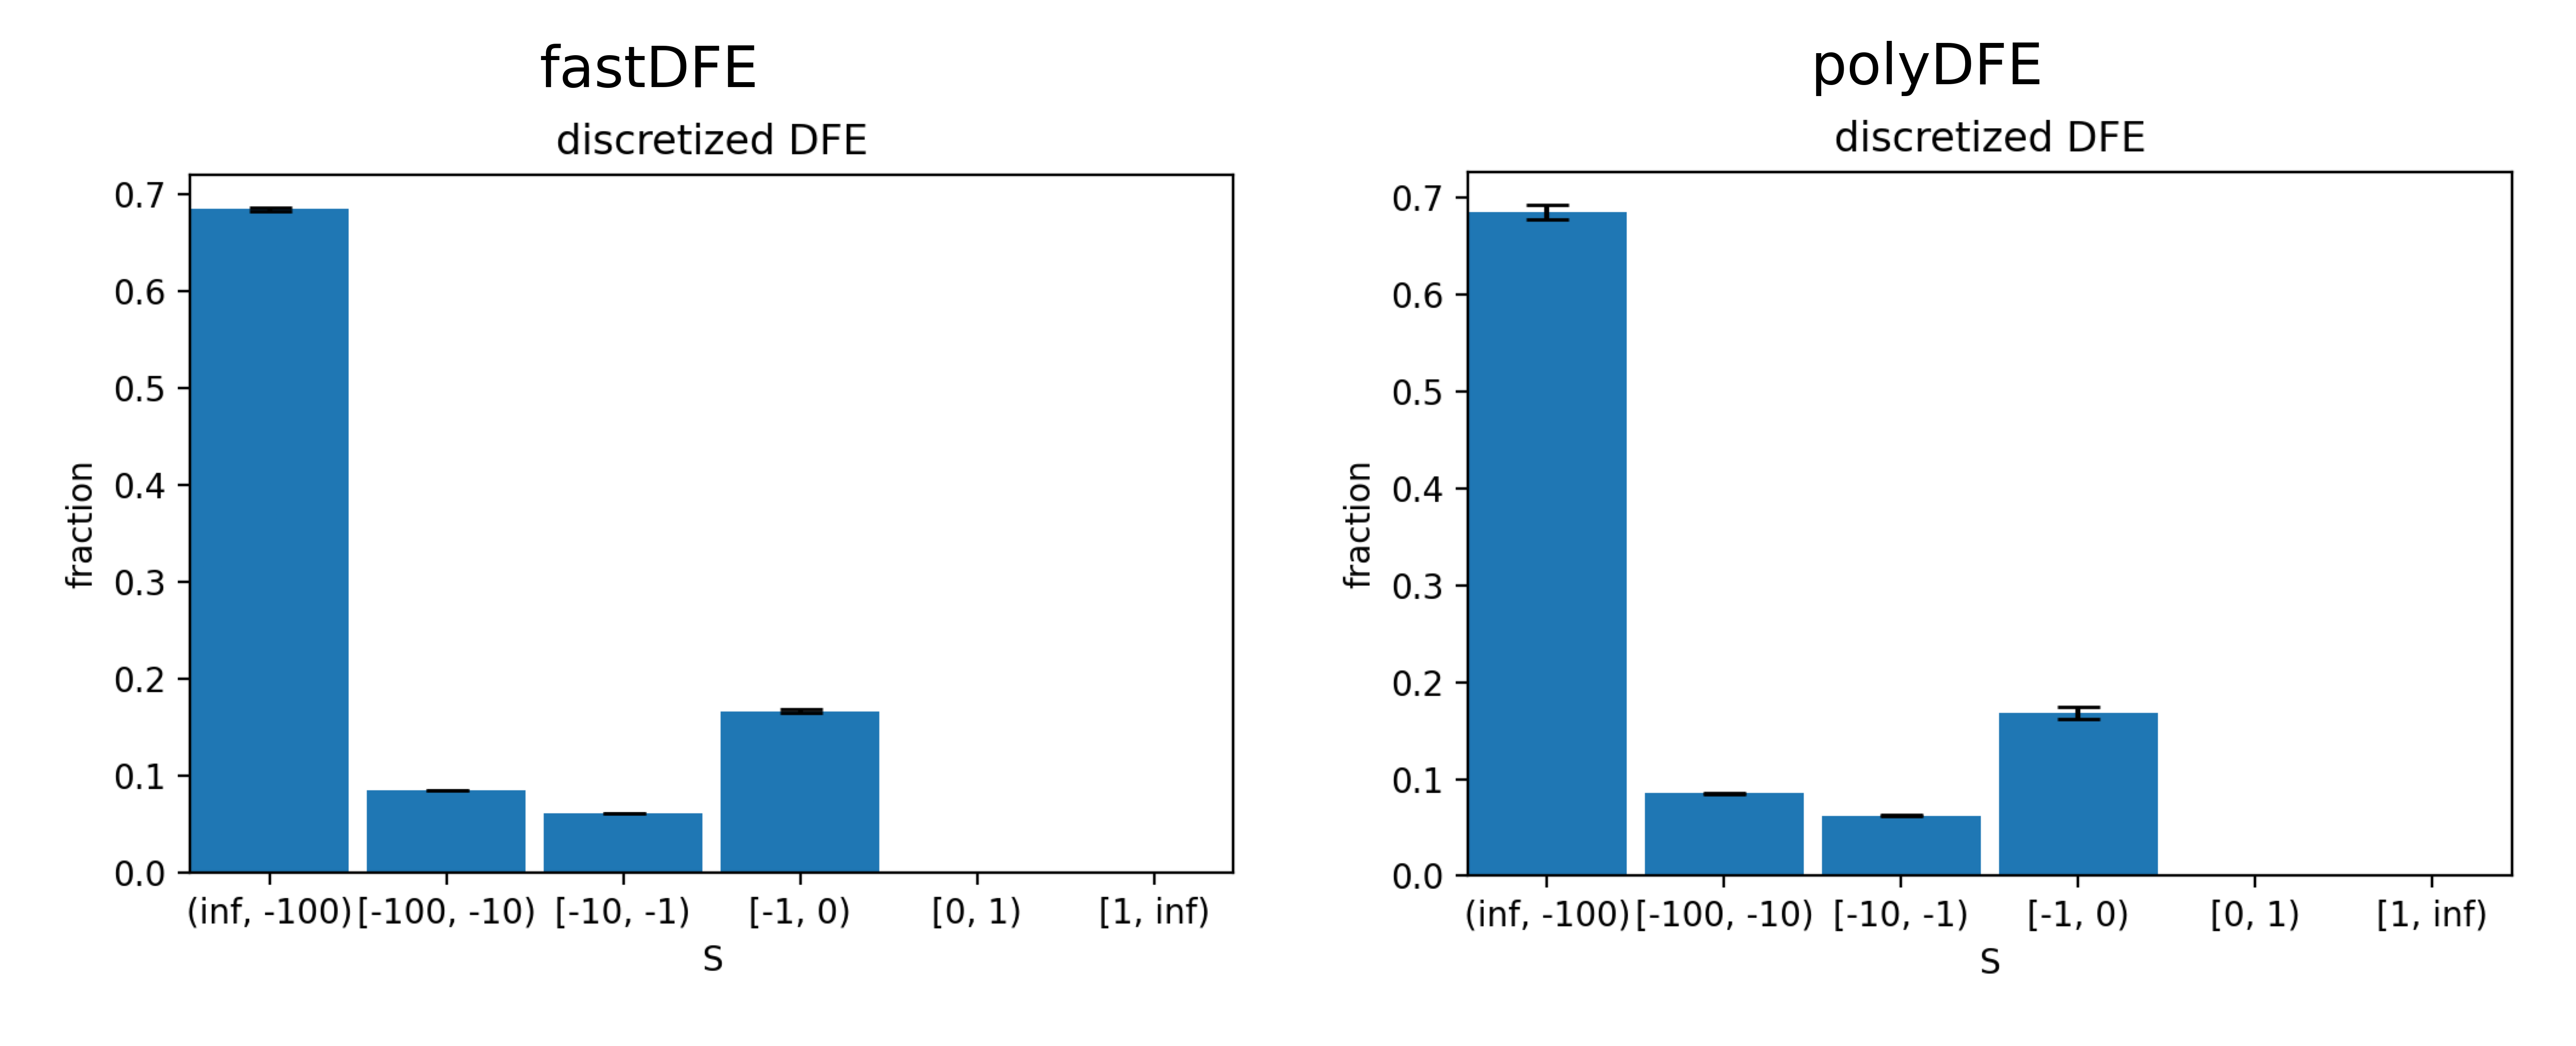 fastDFE
discretized DFE
0.7
0.6
0.5
0.4
0.3
0.2
0.1
0.0
fraction
(inf, -100) [-100, -10) [-10, -1) [-1, 0) [0, 1) [1, inf)
S
polyDFE
discretized DFE
0.7
0.6
0.5
0.4
0.3
0.2
0.1
0.0
fraction
(inf, -100) [-100, -10) [-10, -1) [-1, 0) [0, 1) [1, inf)
S